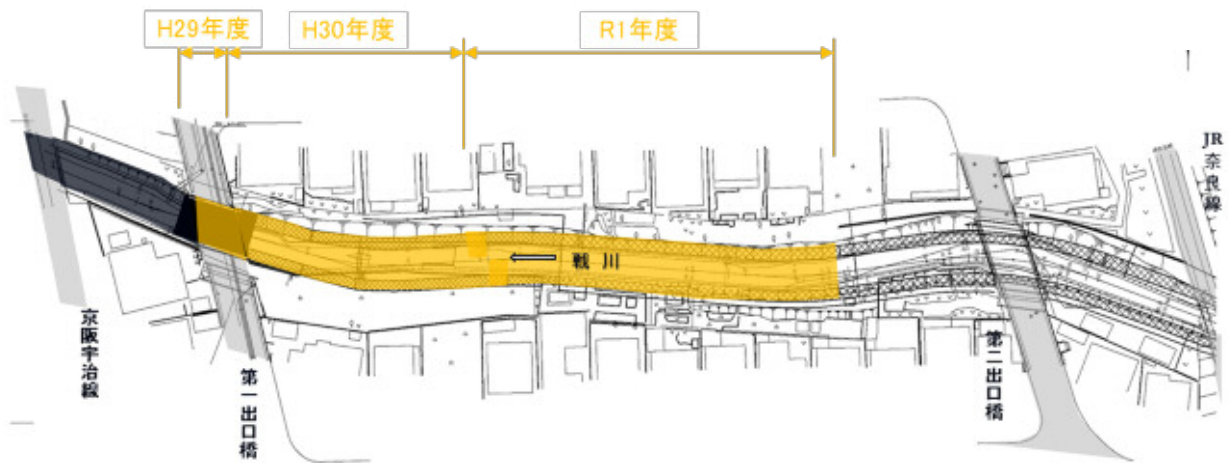 H29年度
H30年度
R1年度
JR奈良線
戦川
京阪宇治線
第一出口橋
第二出口橋